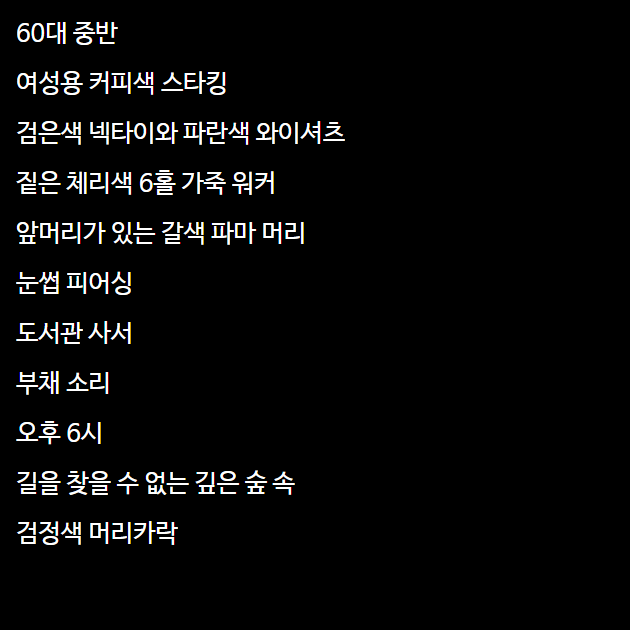 60대 중반
여성용 커피색 스타킹
검은색 넥타이와 파란색 와이셔츠
짙은 체리색 6홀 가죽 워커
앞머리가 있는 갈색 파마 머리
눈썹 피어싱
도서관 사서
부채 소리
오후 6시
길을 찾을 수 없는 깊은 숲 속
검정색 머리카락